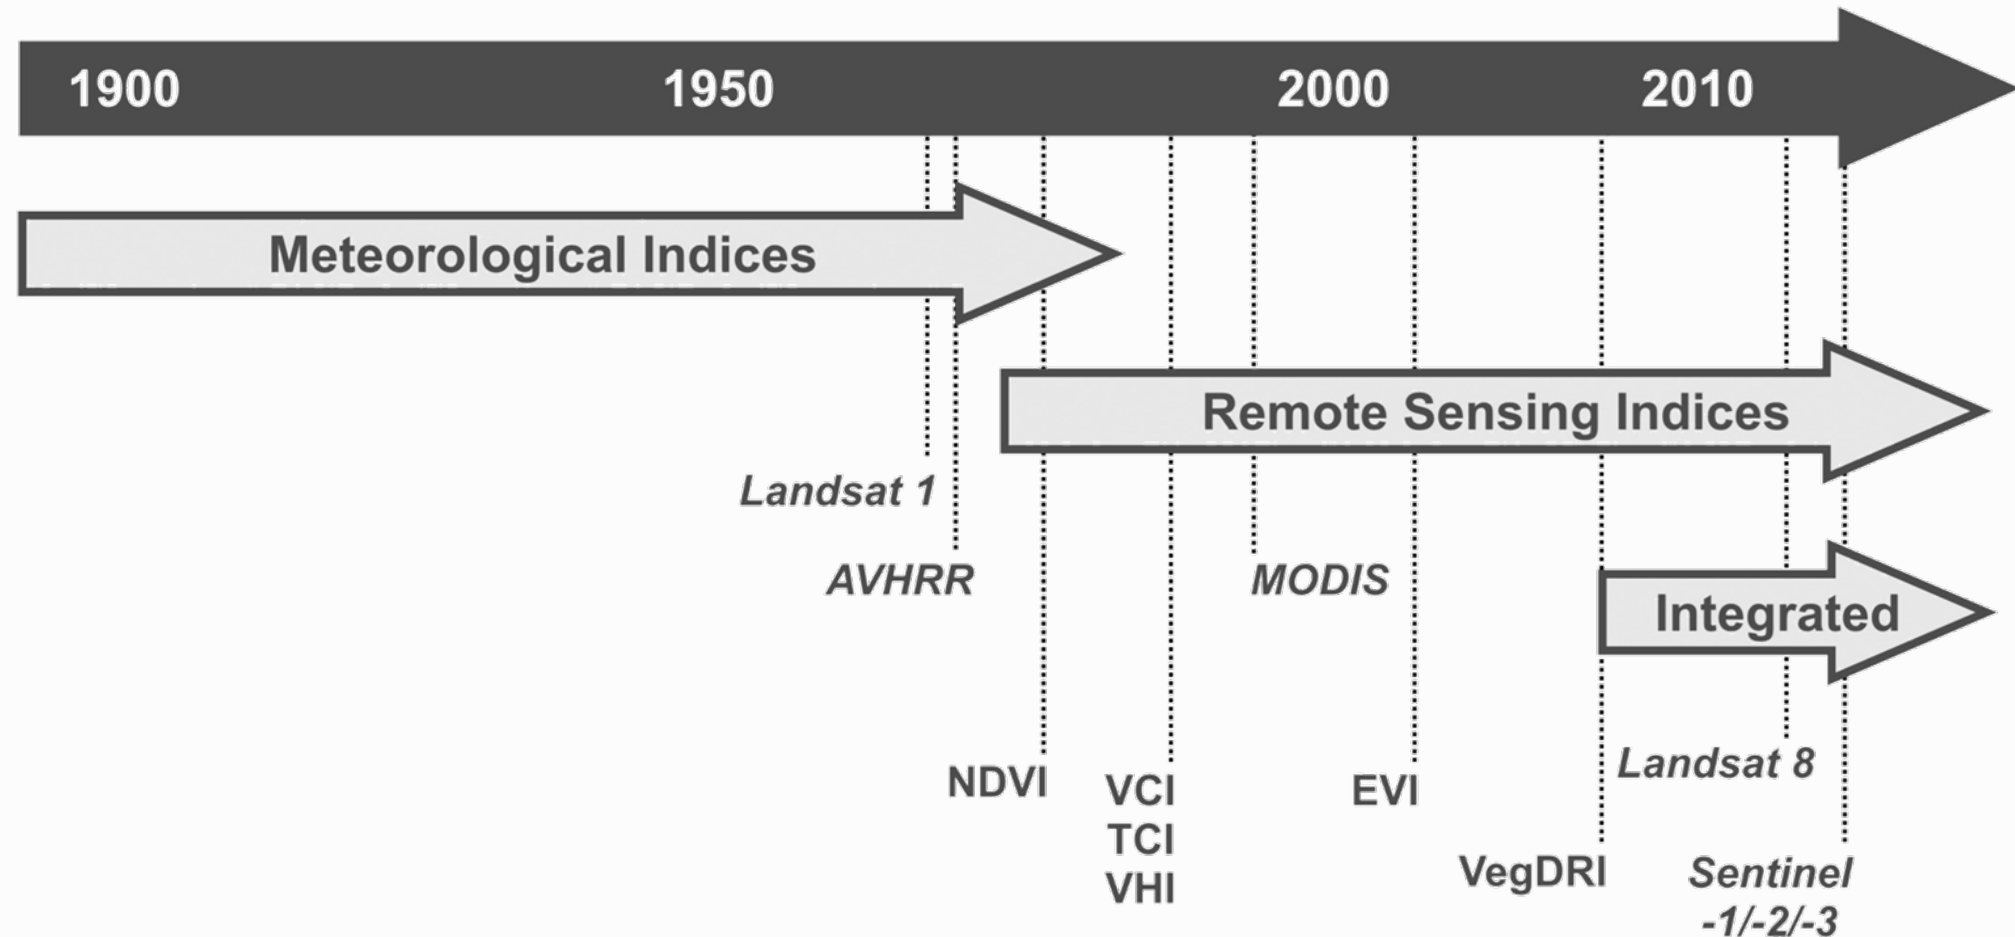 1900 1950 2000 2010
Meteorological Indices
Remote Sensing Indices
Landsat 1
AVHRR
MODIS
Integrated
NDVI
VCI
TCI
VHI
EVI
Landsat 8
VegDRI
Sentinel
-1/-2/-3